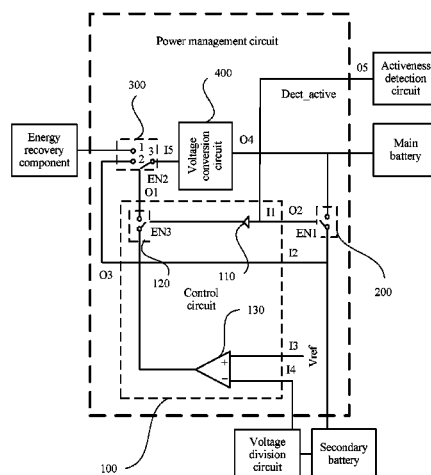 Power management circuit
300
400
05
Dect_active
Activeness
detection
circuit
Energy
recovery
component
1
2
3
I5
Voltage
conversion
circuit
O4
Main
battery
EN2
O1
I1
O2
EN3
110
EN1
120
I2
200
O3
Control
circuit
130
I3
+
Vref
−
I4
100
Voltage
division
circuit
Secondary
battery